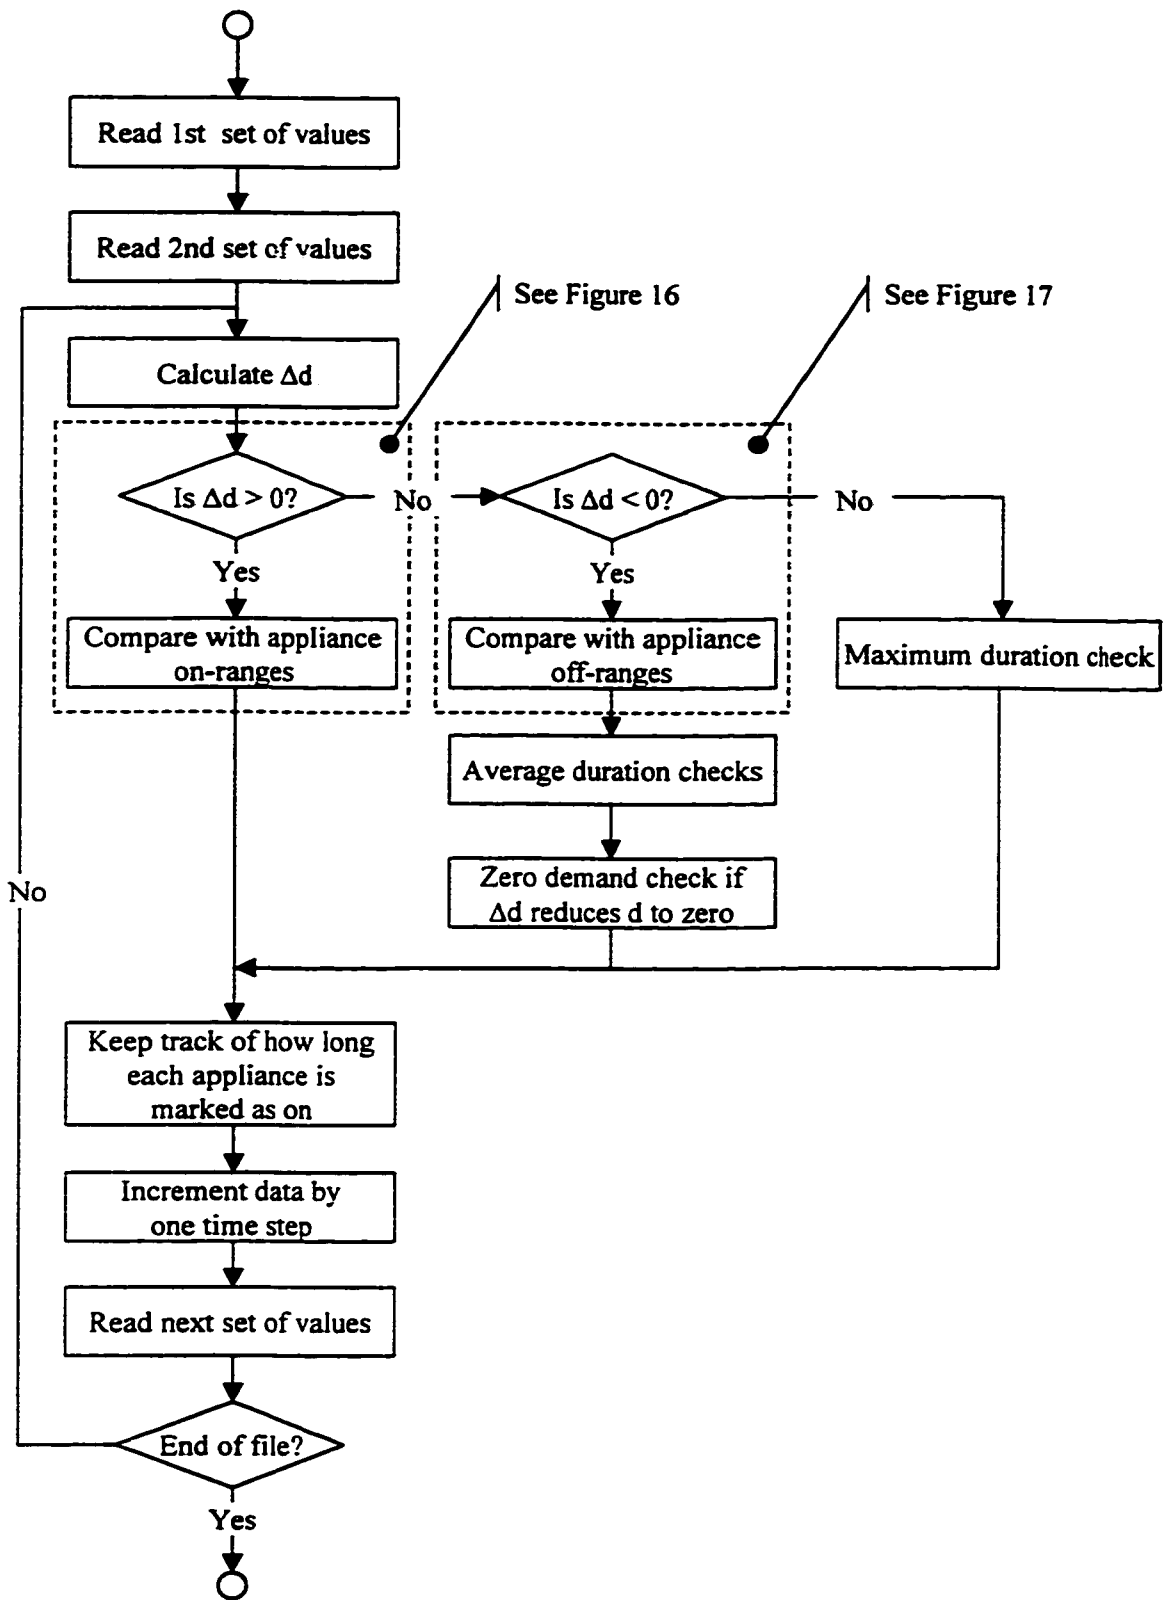 Read 1st set of values
Read 2nd set of values
See Figure 16
See Figure 17
Calculate Δd
Is Δd > 0?
No
Is Δd < 0?
No
Yes
Yes
Compare with appliance
on-ranges
Compare with appliance
off-ranges
Maximum duration check
Average duration checks
Zero demand check if
Δd reduces d to zero
No
Keep track of how long
each appliance is
marked as on
Increment data by
one time step
Read next set of values
End of file?
Yes